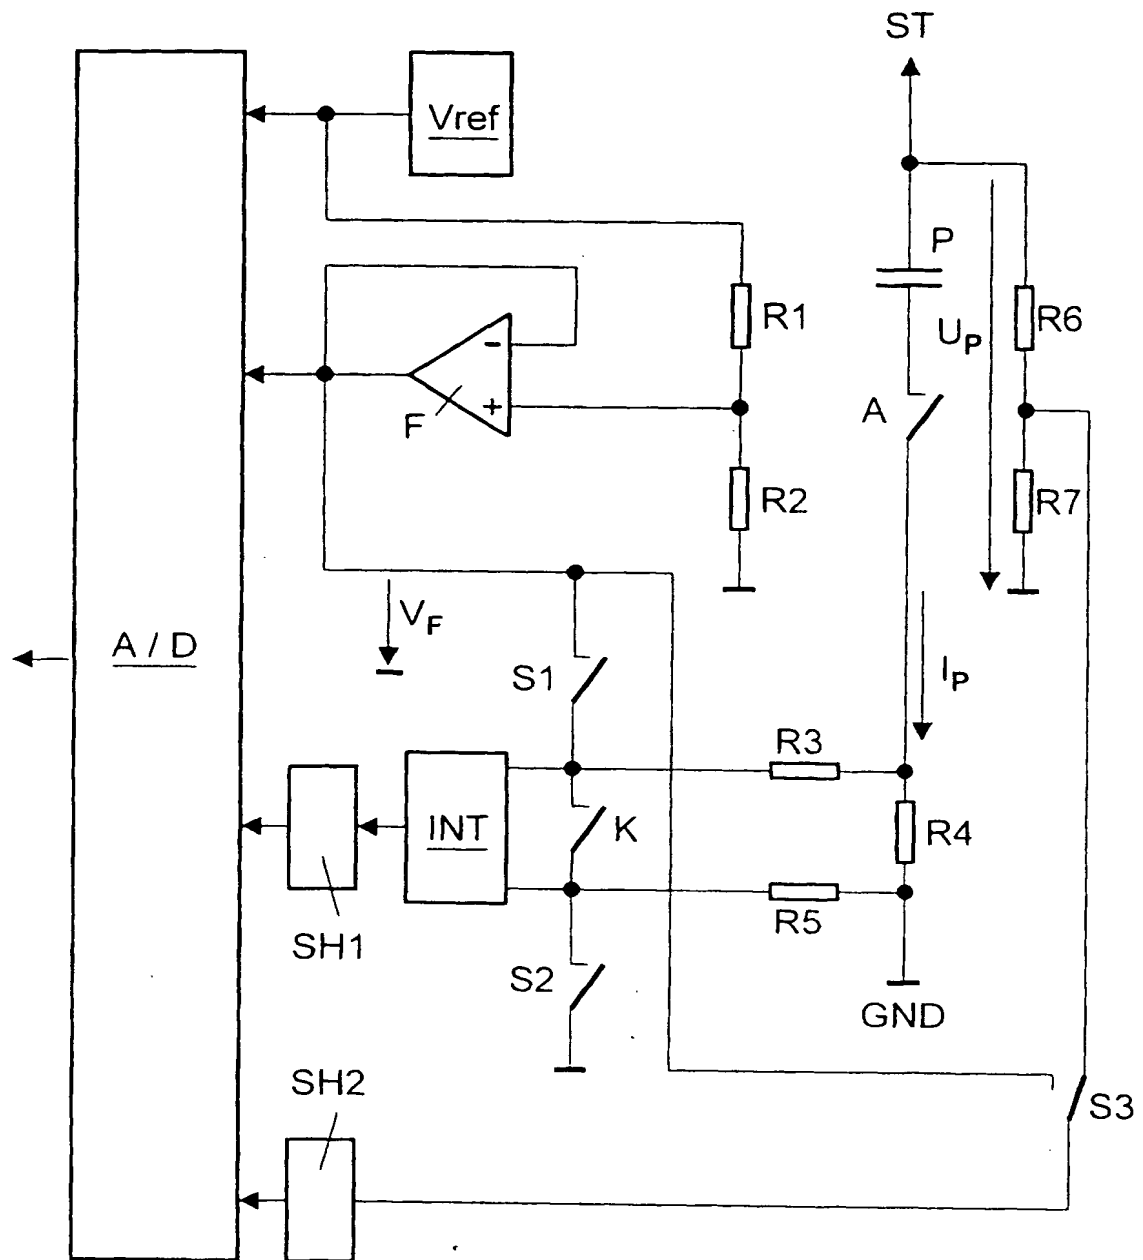 ST
Vref
P
R1
U_P
R6
-
+
F
A
R2
R7
V_F
A / D
S1
I_P
R3
INT
K
R4
R5
SH1
S2
GND
SH2
S3